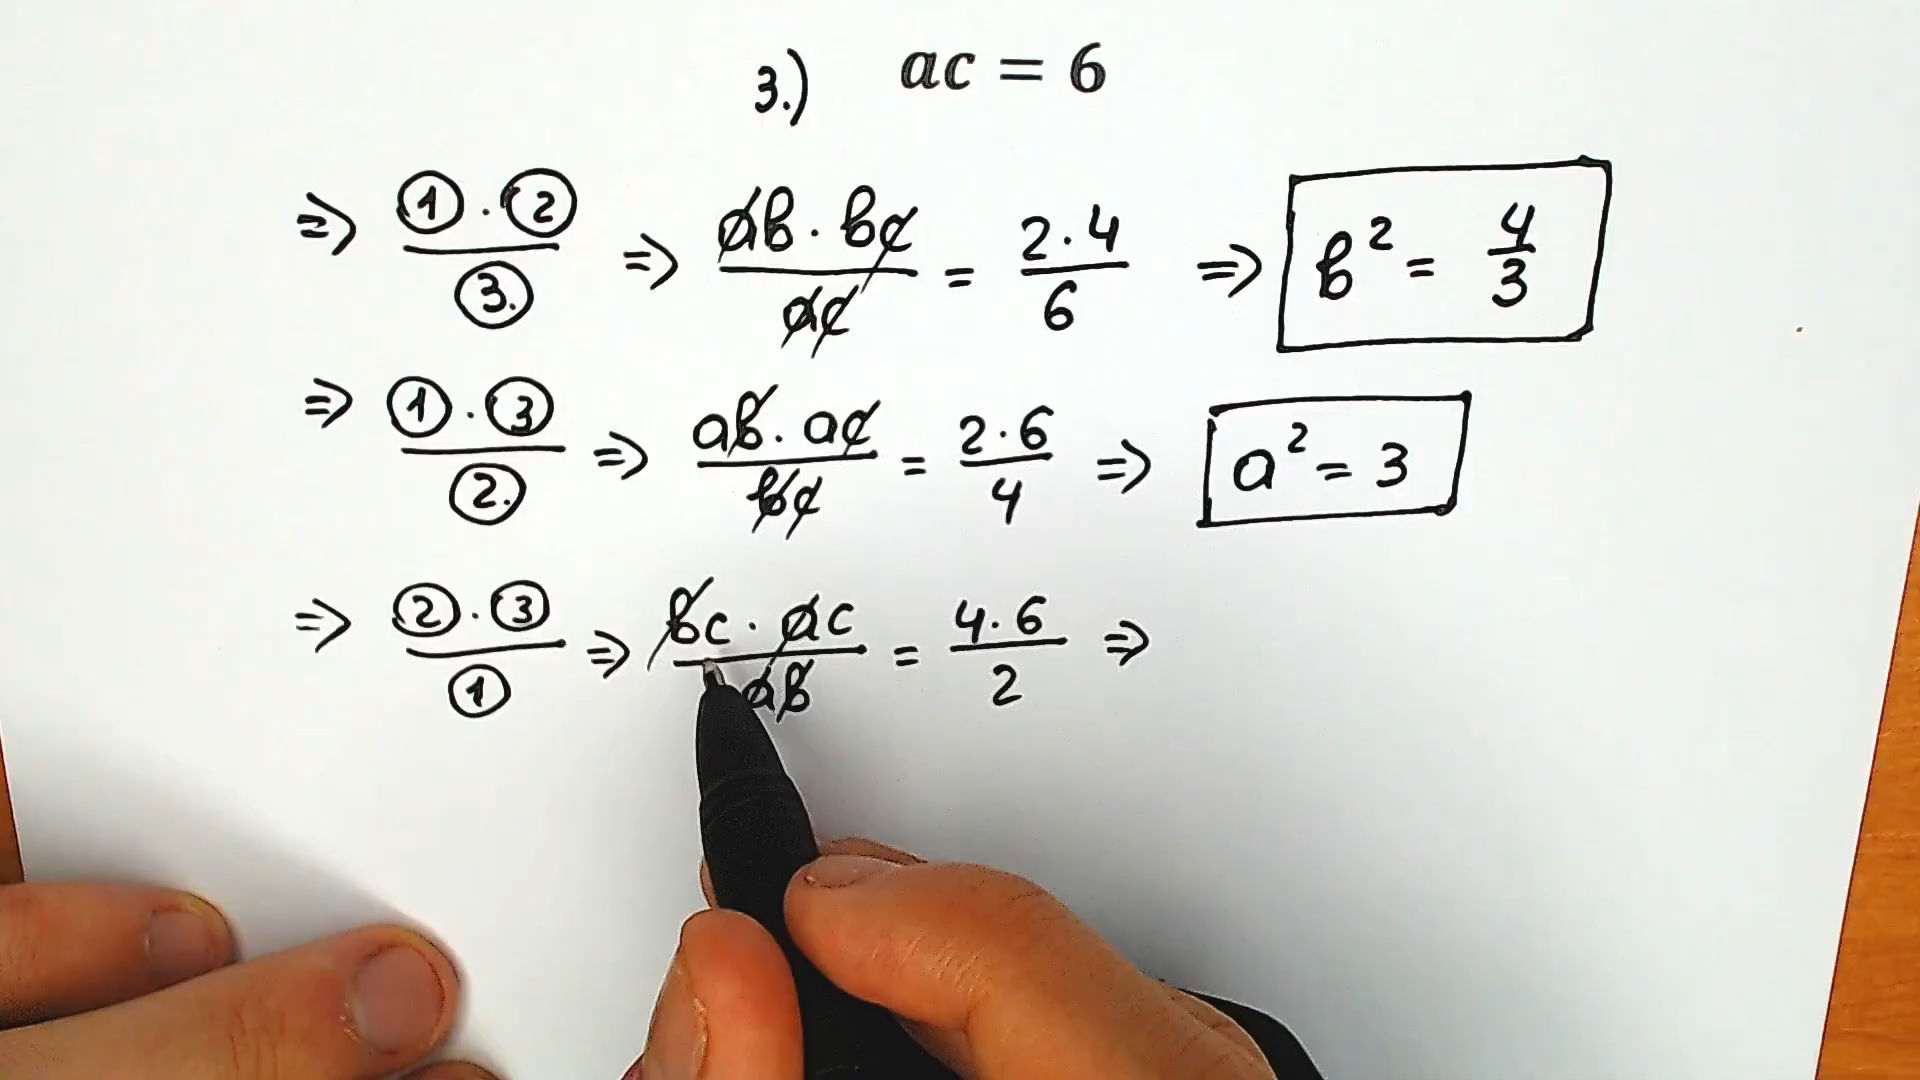 3.) ac = 6
=> (1) · (2) / (3.) => ab · bc / ac = 2 · 4 / 6 => b² = 4/3
=> (1) · (3) / (2.) => ab · ac / bc = 2 · 6 / 4 => a² = 3
=> (2) · (3) / (1) => bc · ac / ab = 4 · 6 / 2 =>